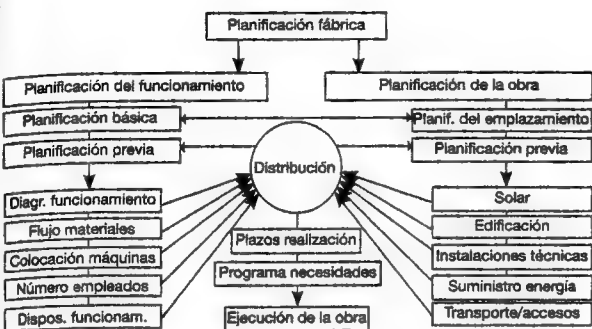 Planificación fábrica
Planificación del funcionamiento
Planificación de la obra
Planificación básica
Planif. del emplazamiento
Planificación previa
Planificación previa
Distribución
Diagr. funcionamiento
Solar
Flujo materiales
Plazos realización
Edificación
Colocación máquinas
Programa necesidades
Instalaciones técnicas
Número empleados
Suministro energía
Dispos. funcionam.
Ejecución de la obra
Transporte/accesos